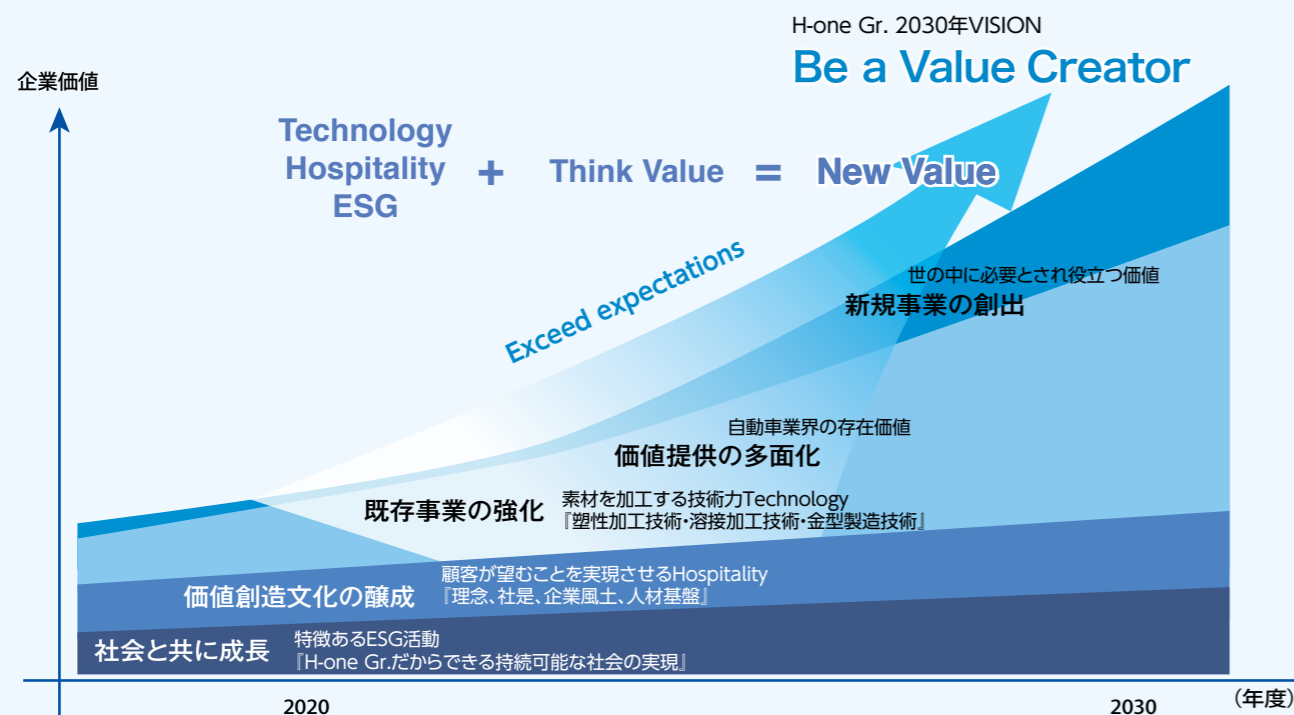 H-one Gr. 2030年VISION
Be a Value Creator
企業価値
Technology
Hospitality
ESG
+
Think Value
=
New Value
Exceed expectations
世の中に必要とされ役立つ価値
新規事業の創出
自動車業界の存在価値
価値提供の多面化
既存事業の強化
素材を加工する技術力Technology
『塑性加工技術・溶接加工技術・金型製造技術』
価値創造文化の醸成
顧客が望むことを実現させるHospitality
『理念、社是、企業風土、人材基盤』
社会と共に成長
特徴あるESG活動
『H-one Gr.だからできる持続可能な社会の実現』
2020
2030
（年度）